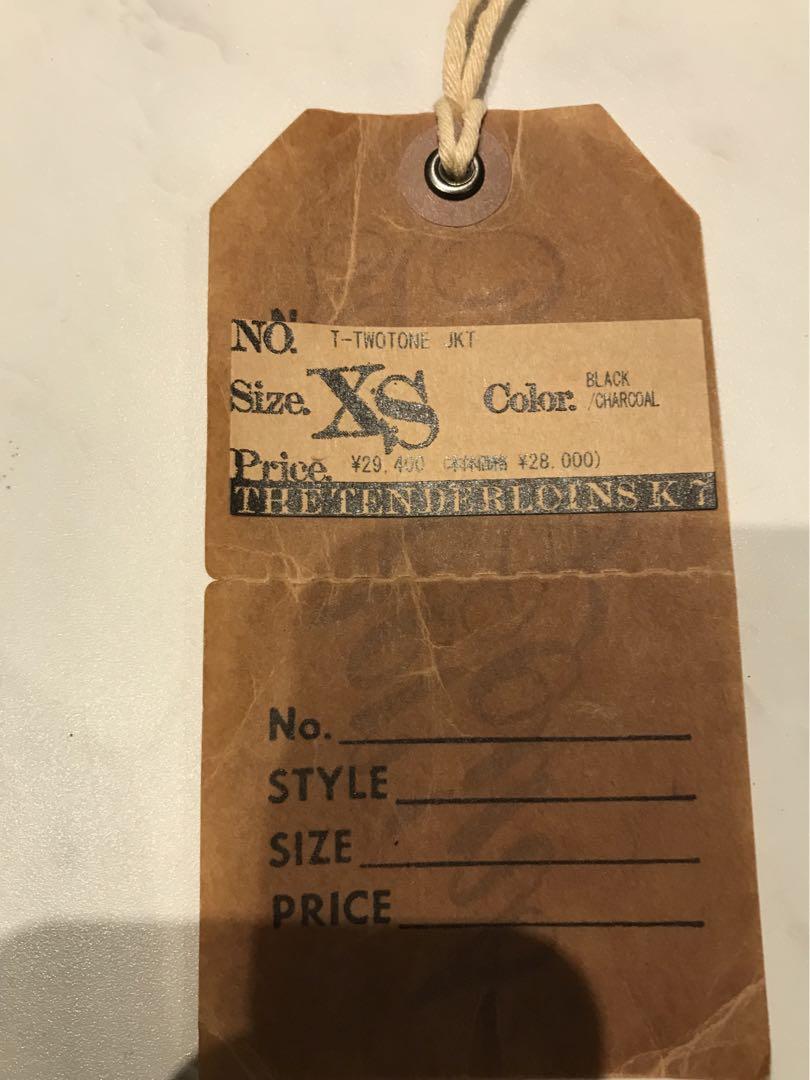 NO. T-TWOTONE JKT
Size. XS Color. BLACK
/CHARCOAL
Price. ¥29,400 ¥28,000)
THE TENDERLOINS K 7
No.
STYLE
SIZE
PRICE